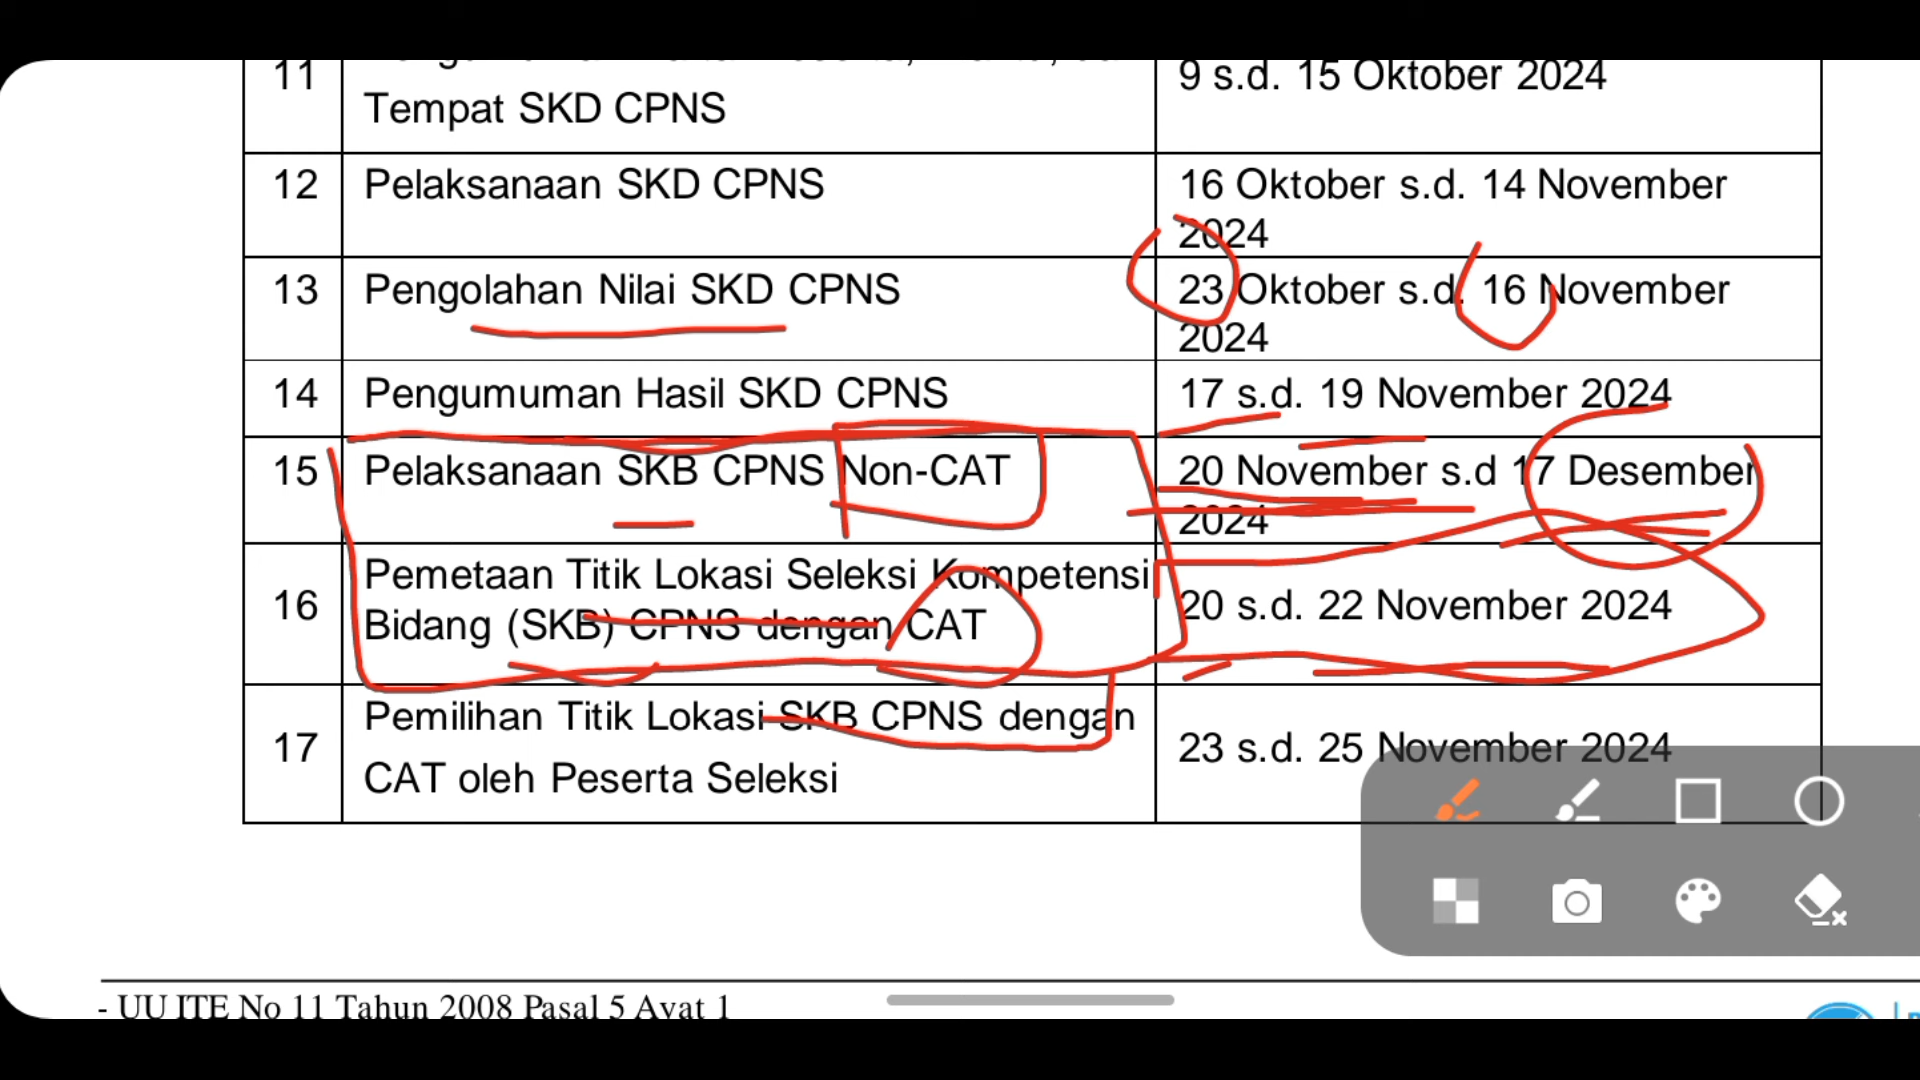 11
Tempat SKD CPNS
9 s.d. 15 Oktober 2024
12
Pelaksanaan SKD CPNS
16 Oktober s.d. 14 November
2024
13
Pengolahan Nilai SKD CPNS
23 Oktober s.d. 16 November
2024
14
Pengumuman Hasil SKD CPNS
17 s.d. 19 November 2024
15
Pelaksanaan SKB CPNS Non-CAT
20 November s.d 17 Desember
2024
16
Pemetaan Titik Lokasi Seleksi Kompetensi
Bidang (SKB) CPNS dengan CAT
20 s.d. 22 November 2024
17
Pemilihan Titik Lokasi SKB CPNS dengan
CAT oleh Peserta Seleksi
23 s.d. 25 November 2024
- UU ITE No 11 Tahun 2008 Pasal 5 Ayat 1